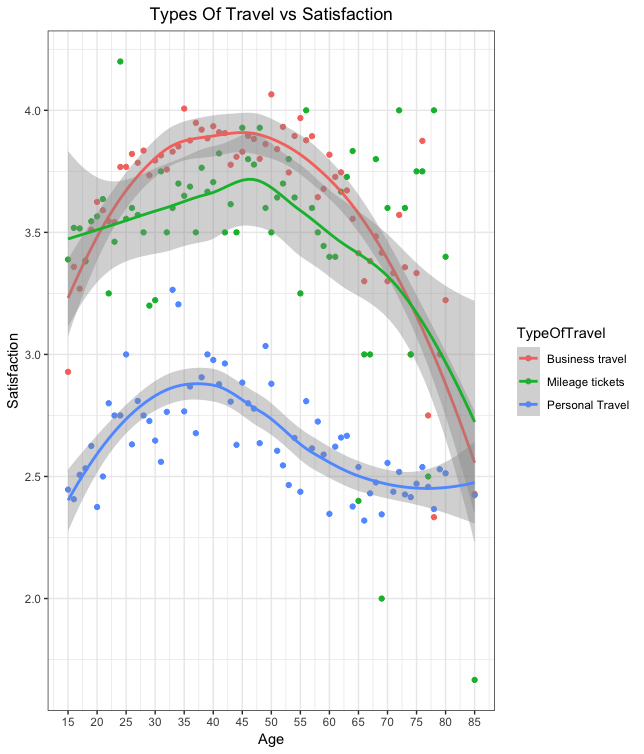 Types Of Travel vs Satisfaction
4.0
3.5
3.0
2.5
2.0
Satisfaction
15 20 25 30 35 40 45 50 55 60 65 70 75 80 85
Age
TypeOfTravel
Business travel
Mileage tickets
Personal Travel